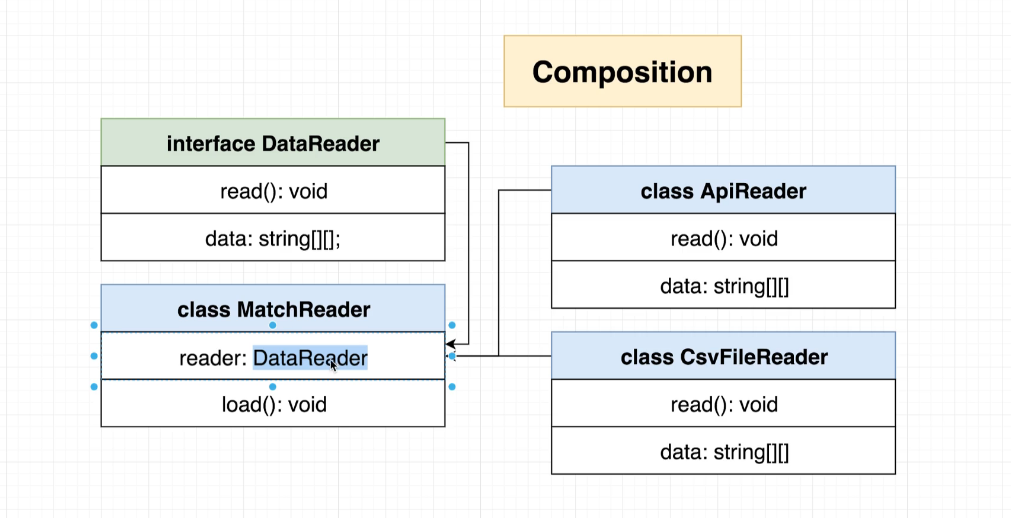 Composition
interface DataReader
read(): void
data: string[][];
class MatchReader
reader: DataReader
load(): void
class ApiReader
read(): void
data: string[][]
class CsvFileReader
read(): void
data: string[][]